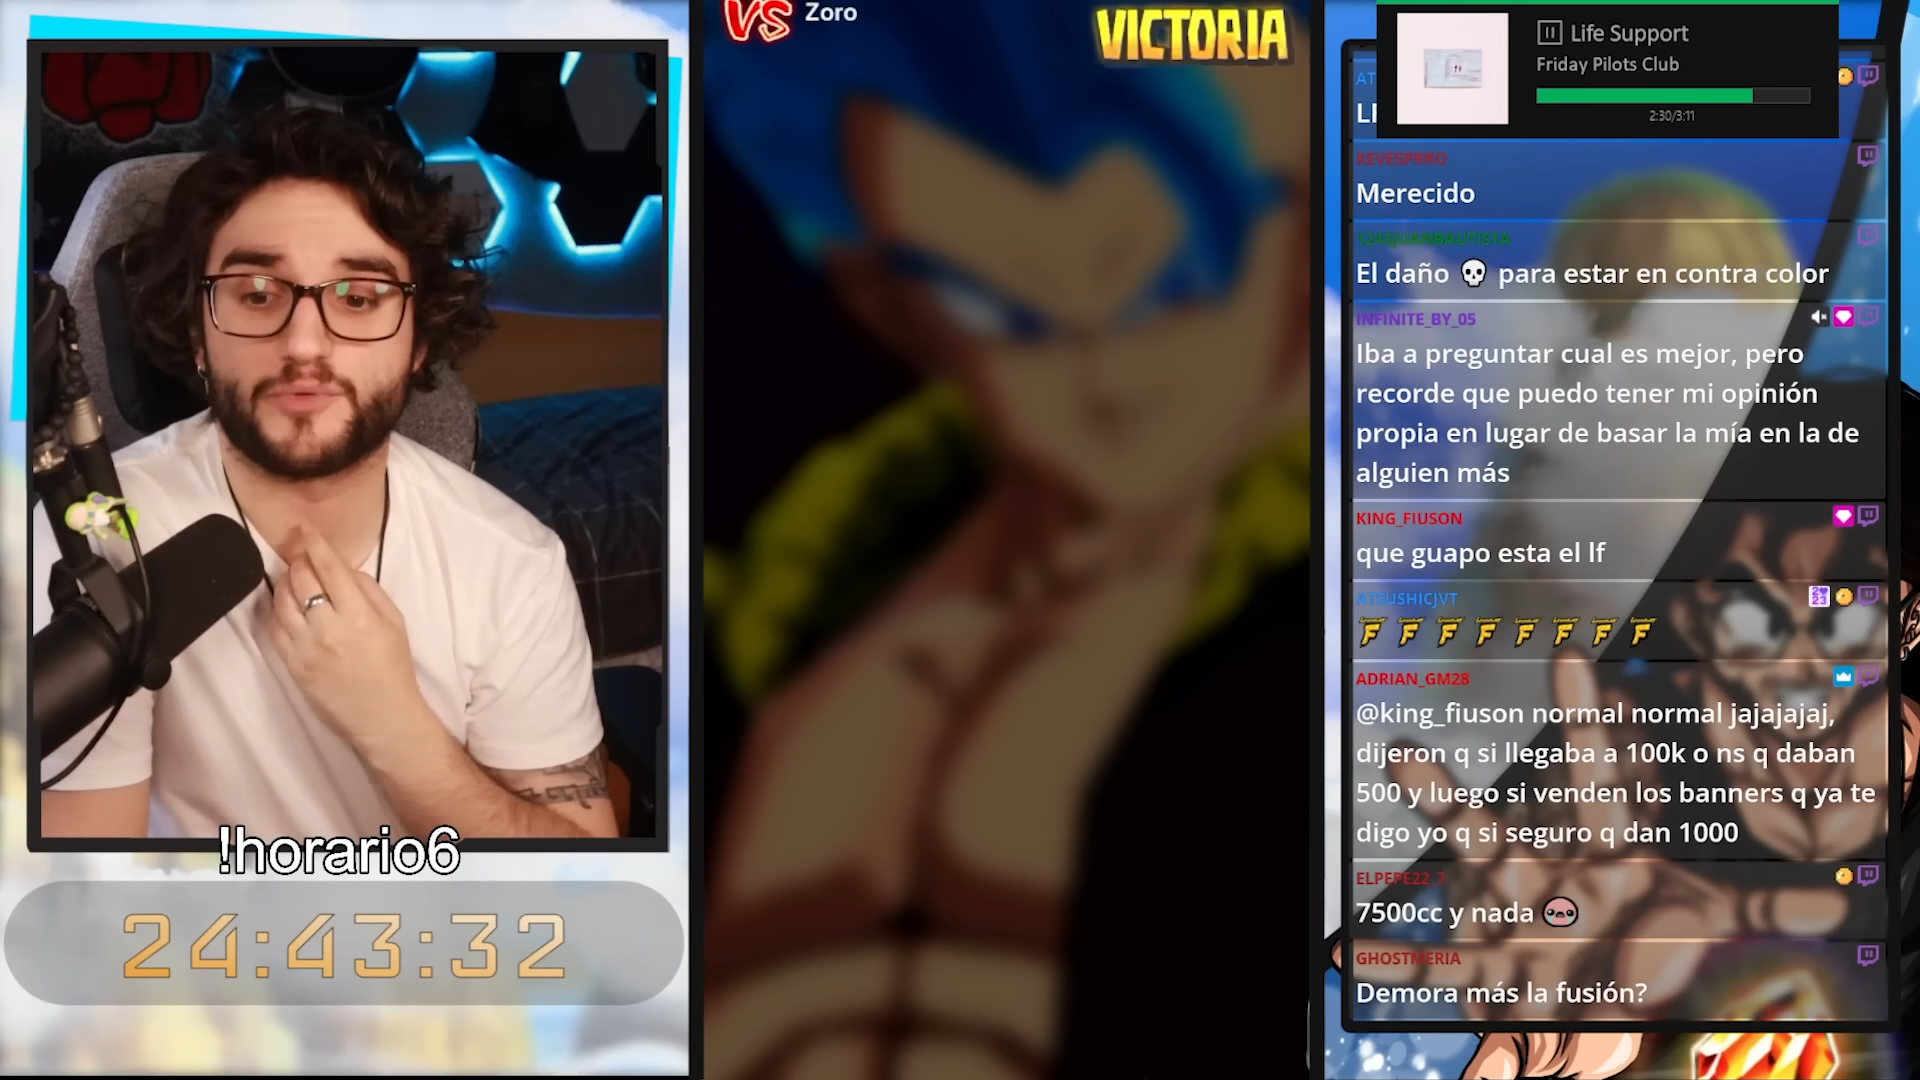 !horario6
24:43:32
VS Zoro
VICTORIA
Life Support
Friday Pilots Club
2:30/3:11
KEVESPRRO
Merecido
El daño 💀 para estar en contra color
INFINITE_BY_05
Iba a preguntar cual es mejor, pero
recorde que puedo tener mi opinión
propia en lugar de basar la mía en la de
alguien más
KING_FIUSON
que guapo esta el lf
ATSUSHICJVT
F F F F F F F F
ADRIAN_GM28
@king_fiuson normal normal jajajajaj,
dijeron q si llegaba a 100k o ns q daban
500 y luego si venden los banners q ya te
digo yo q si seguro q dan 1000
ELPEPE22_7
7500cc y nada
GHOSTNERIA
Demora más la fusión?